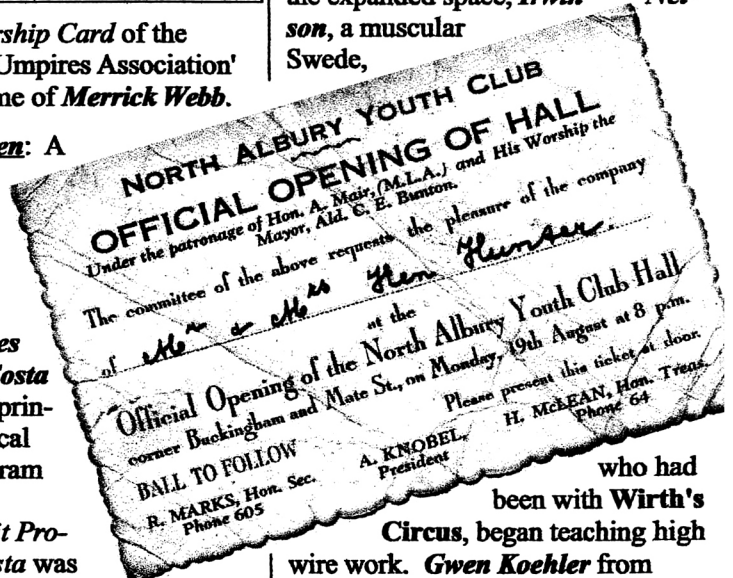 rship Card of the
Umpires Association'
me of Merrick Webb.
en: A
es
osta
prin-
cal
ram
it Pro-
sta was
the expanded space, Irwin Nel-
son, a muscular
Swede,
NORTH ALBURY YOUTH CLUB
OFFICIAL OPENING OF HALL
Under the patronage of Hon. A. Mair, (M.L.A.) and His Worship the
Mayor, Ald. C. E. Bunton.
The committee of the above requests the pleasure of the company
of Mr & Mrs Hen Hunter.
at the
Official Opening of the North Albury Youth Club Hall
corner Buckingham and Mate St., on Monday, 19th August at 8 p.m.
Please present this ticket at door.
BALL TO FOLLOW
R. MARKS, Hon. Sec.
Phone 605
A. KNOBEL,
President
H. McLEAN, Hon. Treas.
Phone 64
who had
been with Wirth's
Circus, began teaching high
wire work. Gwen Koehler from